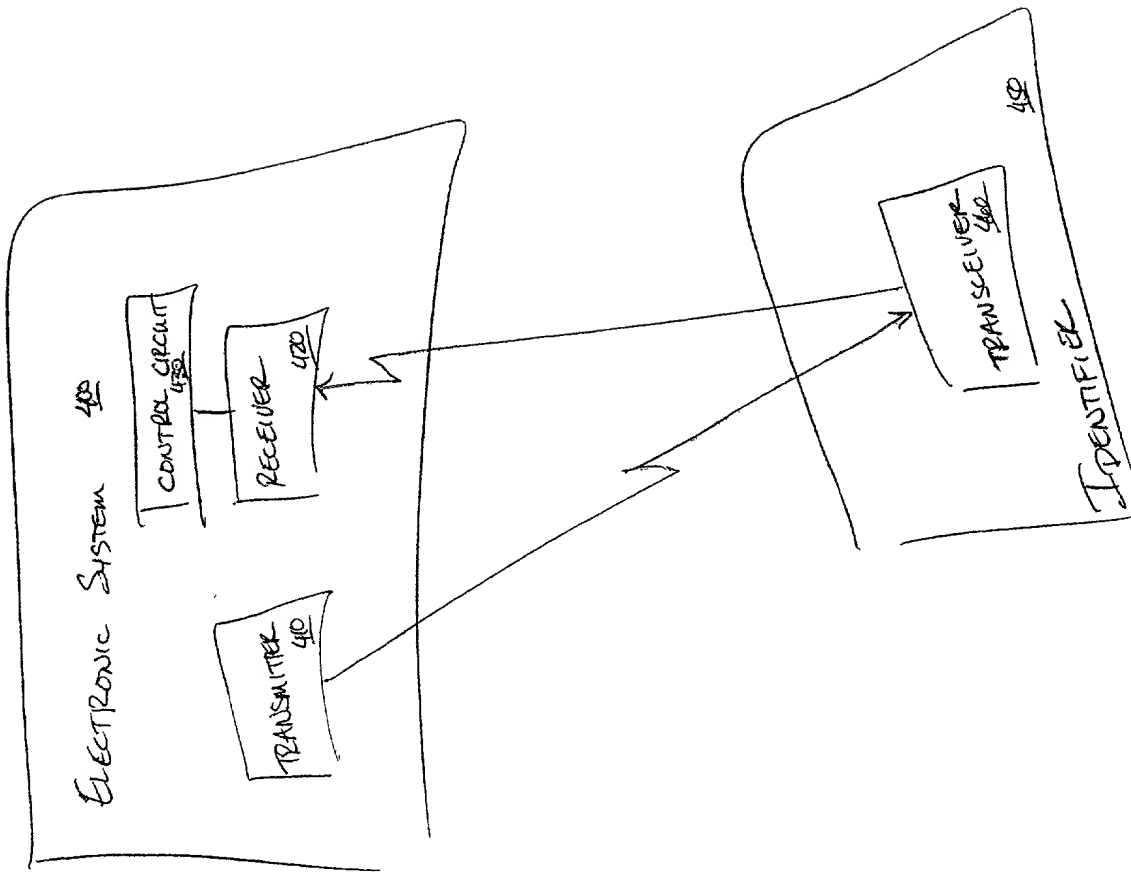 ELECTRONIC SYSTEM 400
CONTROL CIRCUIT
430
TRANSMITTER
410
RECEIVER
420
TRANSCEIVER
460
IDENTIFIER
450